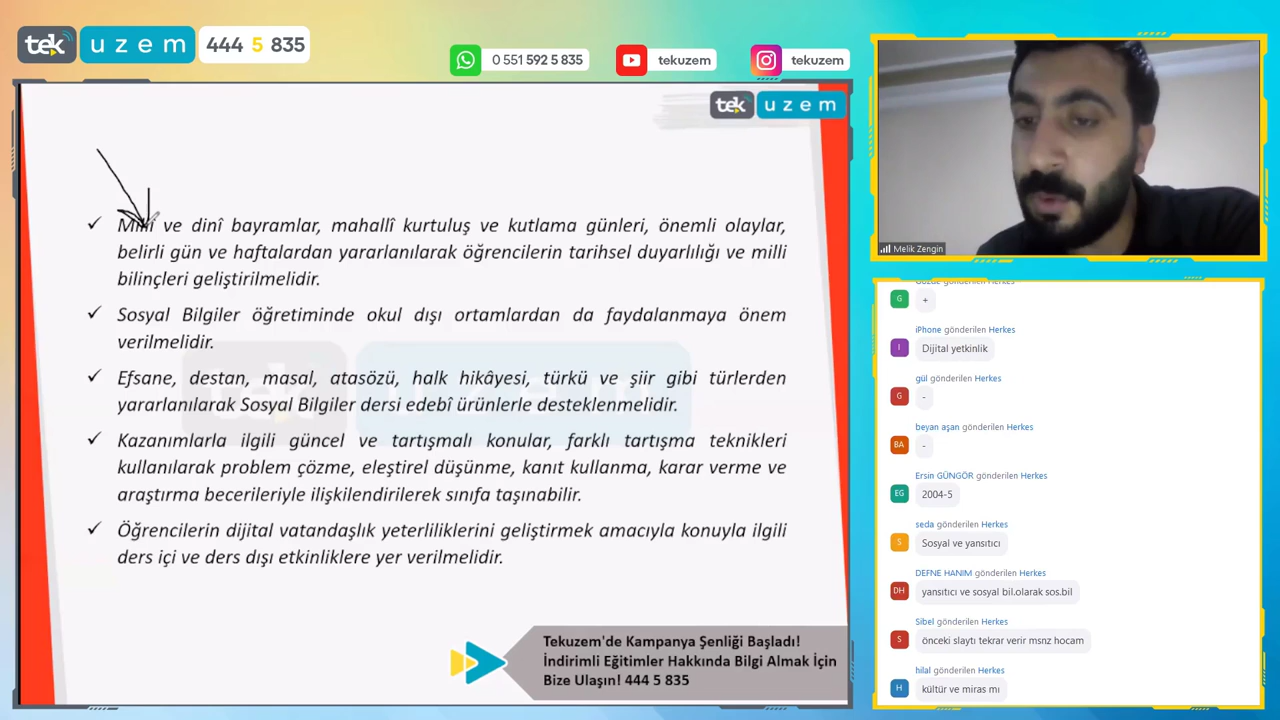 tek uzem 444 5 835
0 551 592 5 835
tekuzem
tekuzem
tek uzem
Millî ve dinî bayramlar, mahallî kurtuluş ve kutlama günleri, önemli olaylar,
belirli gün ve haftalardan yararlanılarak öğrencilerin tarihsel duyarlılığı ve milli
bilinçleri geliştirilmelidir.
Sosyal Bilgiler öğretiminde okul dışı ortamlardan da faydalanmaya önem
verilmelidir.
Efsane, destan, masal, atasözü, halk hikâyesi, türkü ve şiir gibi türlerden
yararlanılarak Sosyal Bilgiler dersi edebî ürünlerle desteklenmelidir.
Kazanımlarla ilgili güncel ve tartışmalı konular, farklı tartışma teknikleri
kullanılarak problem çözme, eleştirel düşünme, kanıt kullanma, karar verme ve
araştırma becerileriyle ilişkilendirilerek sınıfa taşınabilir.
Öğrencilerin dijital vatandaşlık yeterliliklerini geliştirmek amacıyla konuyla ilgili
ders içi ve ders dışı etkinliklere yer verilmelidir.
Tekuzem'de Kampanya Şenliği Başladı!
İndirimli Eğitimler Hakkında Bilgi Almak İçin
Bize Ulaşın! 444 5 835
Melik Zengin
gönderilen Herkes
G
+
iPhone gönderilen Herkes
I
Dijital yetkinlik
gül gönderilen Herkes
G
-
beyan aşan gönderilen Herkes
BA
-
Ersin GÜNGÖR gönderilen Herkes
EG
2004-5
seda gönderilen Herkes
S
Sosyal ve yansıtıcı
DEFNE HANIM gönderilen Herkes
DH
yansıtıcı ve sosyal bil.olarak sos.bil
Sibel gönderilen Herkes
S
önceki slaytı tekrar verir msnz hocam
hilal gönderilen Herkes
H
kültür ve miras mı